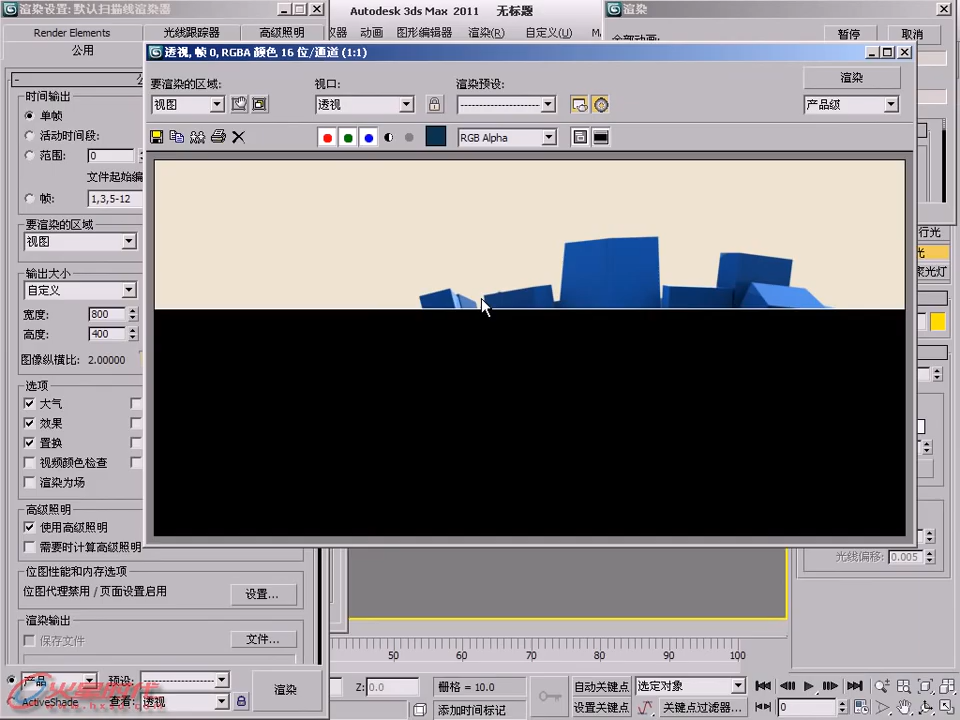 渲染设置: 默认扫描线渲染器
Autodesk 3ds Max 2011
无标题
渲染
Render Elements
光线跟踪器
高级照明
动画
图形编辑器
渲染(R)
自定义(U)
暂停
取消
公用
透视, 帧 0, RGBA 颜色 16 位/通道 (1:1)
要渲染的区域:
视口:
渲染预设:
渲染
视图
透视
产品级
RGB Alpha
时间输出
单帧
活动时间段:
范围:
0
文件起始编
帧:
1,3,5-12
要渲染的区域
视图
输出大小
自定义
宽度:
800
高度:
400
图像纵横比: 2.00000
选项
大气
效果
置换
视频颜色检查
渲染为场
高级照明
使用高级照明
需要时计算高级照明
光线偏移: 0.005
位图性能和内存选项
位图代理禁用 / 页面设置启用
设置...
渲染输出
保存文件
文件...
50
60
70
80
90
100
产品
预设:
ActiveShade
查看:
透视
渲染
Z: 0.0
栅格 = 10.0
添加时间标记
自动关键点
选定对象
设置关键点
关键点过滤器...
0
火星时代